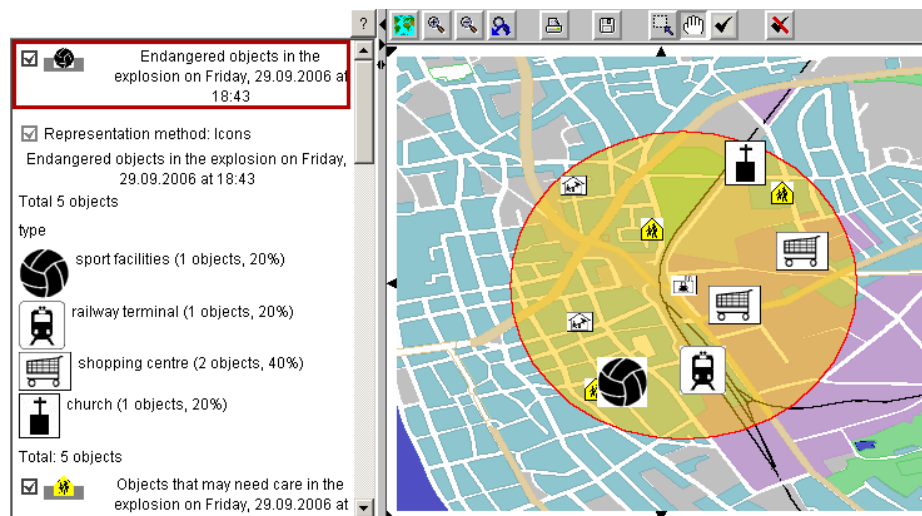 ?
Endangered objects in the
explosion on Friday, 29.09.2006 at
18:43
Representation method: Icons
Endangered objects in the explosion on Friday,
29.09.2006 at 18:43
Total 5 objects
type
sport facilities (1 objects, 20%)
railway terminal (1 objects, 20%)
shopping centre (2 objects, 40%)
church (1 objects, 20%)
Total: 5 objects
Objects that may need care in the
explosion on Friday, 29.09.2006 at